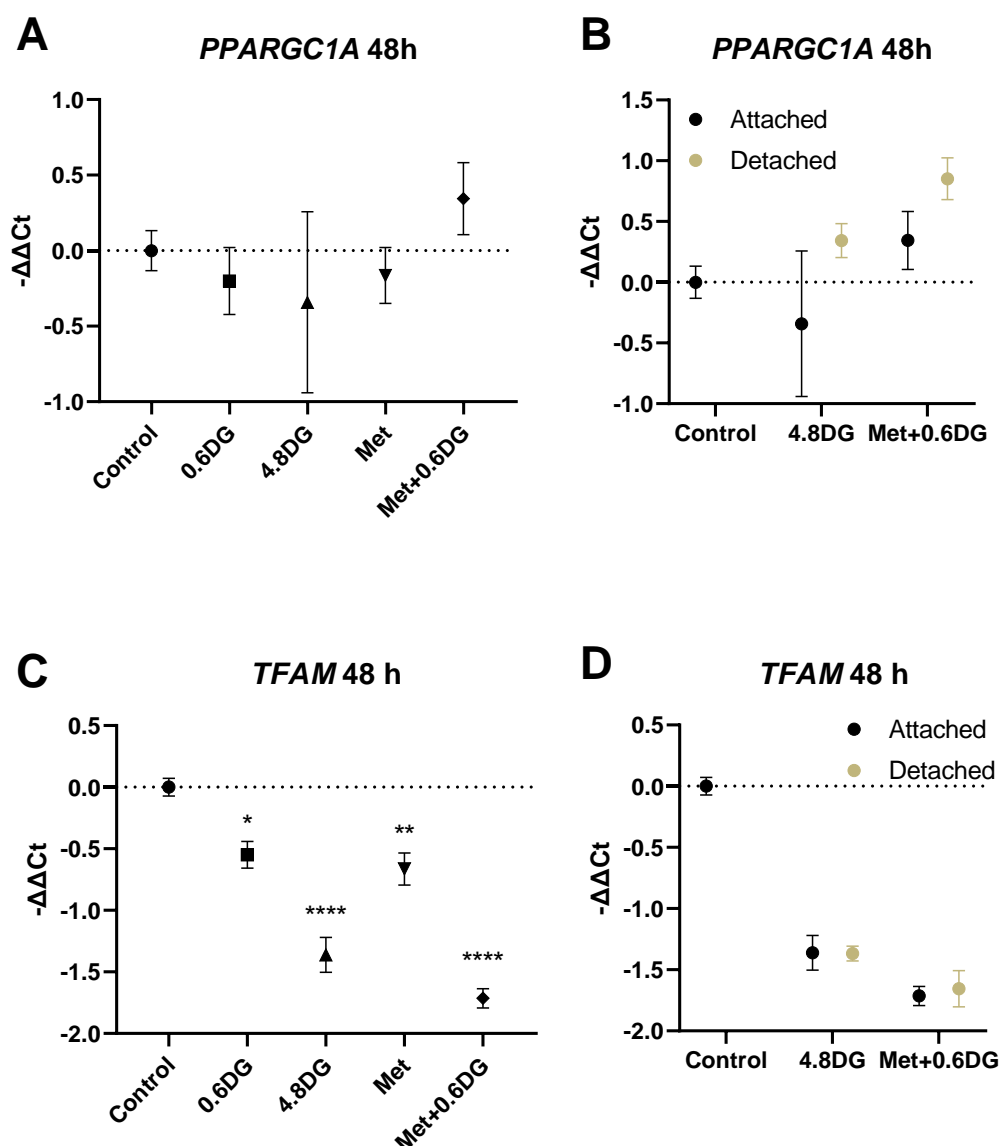 A
PPARGC1A 48h
-ΔΔCt
1.0
0.5
0.0
-0.5
-1.0
Control
0.6DG
4.8DG
Met
Met+0.6DG
B
PPARGC1A 48h
Attached
Detached
-ΔΔCt
1.5
1.0
0.5
0.0
-0.5
-1.0
Control
4.8DG
Met+0.6DG
C
TFAM 48 h
-ΔΔCt
0.5
0.0
-0.5
-1.0
-1.5
-2.0
*
****
**
****
Control
0.6DG
4.8DG
Met
Met+0.6DG
D
TFAM 48 h
Attached
Detached
-ΔΔCt
0.5
0.0
-0.5
-1.0
-1.5
-2.0
Control
4.8DG
Met+0.6DG